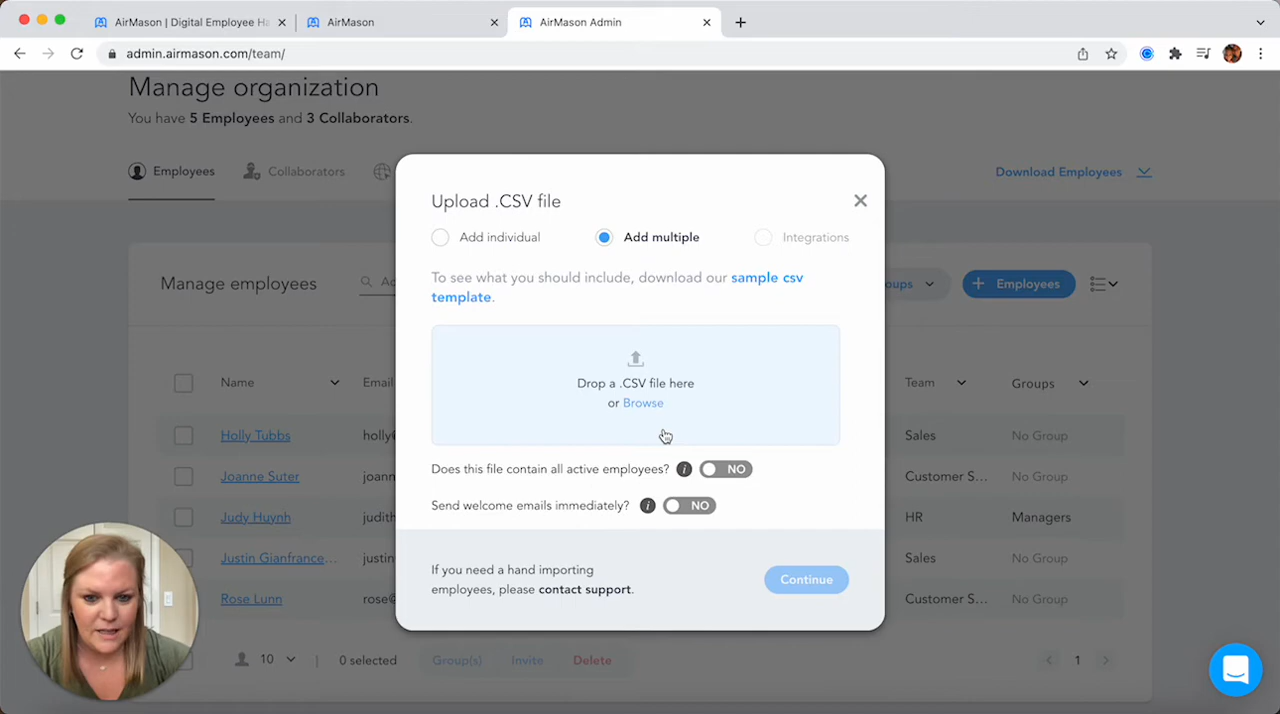 AirMason | Digital Employee Ha
AirMason
AirMason Admin
admin.airmason.com/team/
Manage organization
You have 5 Employees and 3 Collaborators.
Employees
Collaborators
Download Employees
Upload .CSV file
Add individual
Add multiple
Integrations
To see what you should include, download our sample csv
template.
Drop a .CSV file here
or Browse
Does this file contain all active employees? i NO
Send welcome emails immediately? i NO
If you need a hand importing
employees, please contact support.
Continue
Manage employees
Employees
Name
Email
Team
Groups
Holly Tubbs
holly
Sales
No Group
Joanne Suter
joann
Customer S...
No Group
Judy Huynh
judith
HR
Managers
Justin Gianfrance...
justin
Sales
No Group
Rose Lunn
rose@
Customer S...
No Group
10
0 selected
Group(s)
Invite
Delete
1